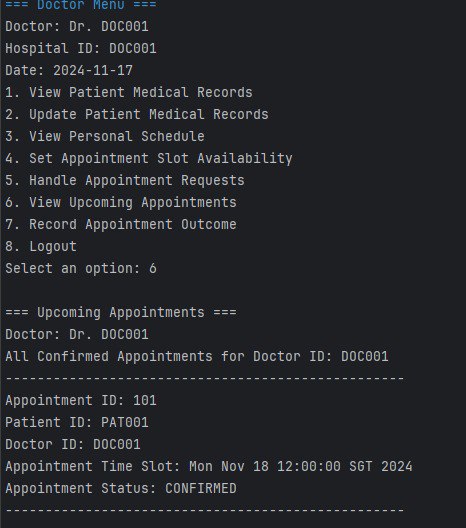 === Doctor Menu ===
Doctor: Dr. DOC001
Hospital ID: DOC001
Date: 2024-11-17
1. View Patient Medical Records
2. Update Patient Medical Records
3. View Personal Schedule
4. Set Appointment Slot Availability
5. Handle Appointment Requests
6. View Upcoming Appointments
7. Record Appointment Outcome
8. Logout
Select an option: 6
=== Upcoming Appointments ===
Doctor: Dr. DOC001
All Confirmed Appointments for Doctor ID: DOC001
--------------------------------------------------
Appointment ID: 101
Patient ID: PAT001
Doctor ID: DOC001
Appointment Time Slot: Mon Nov 18 12:00:00 SGT 2024
Appointment Status: CONFIRMED
--------------------------------------------------